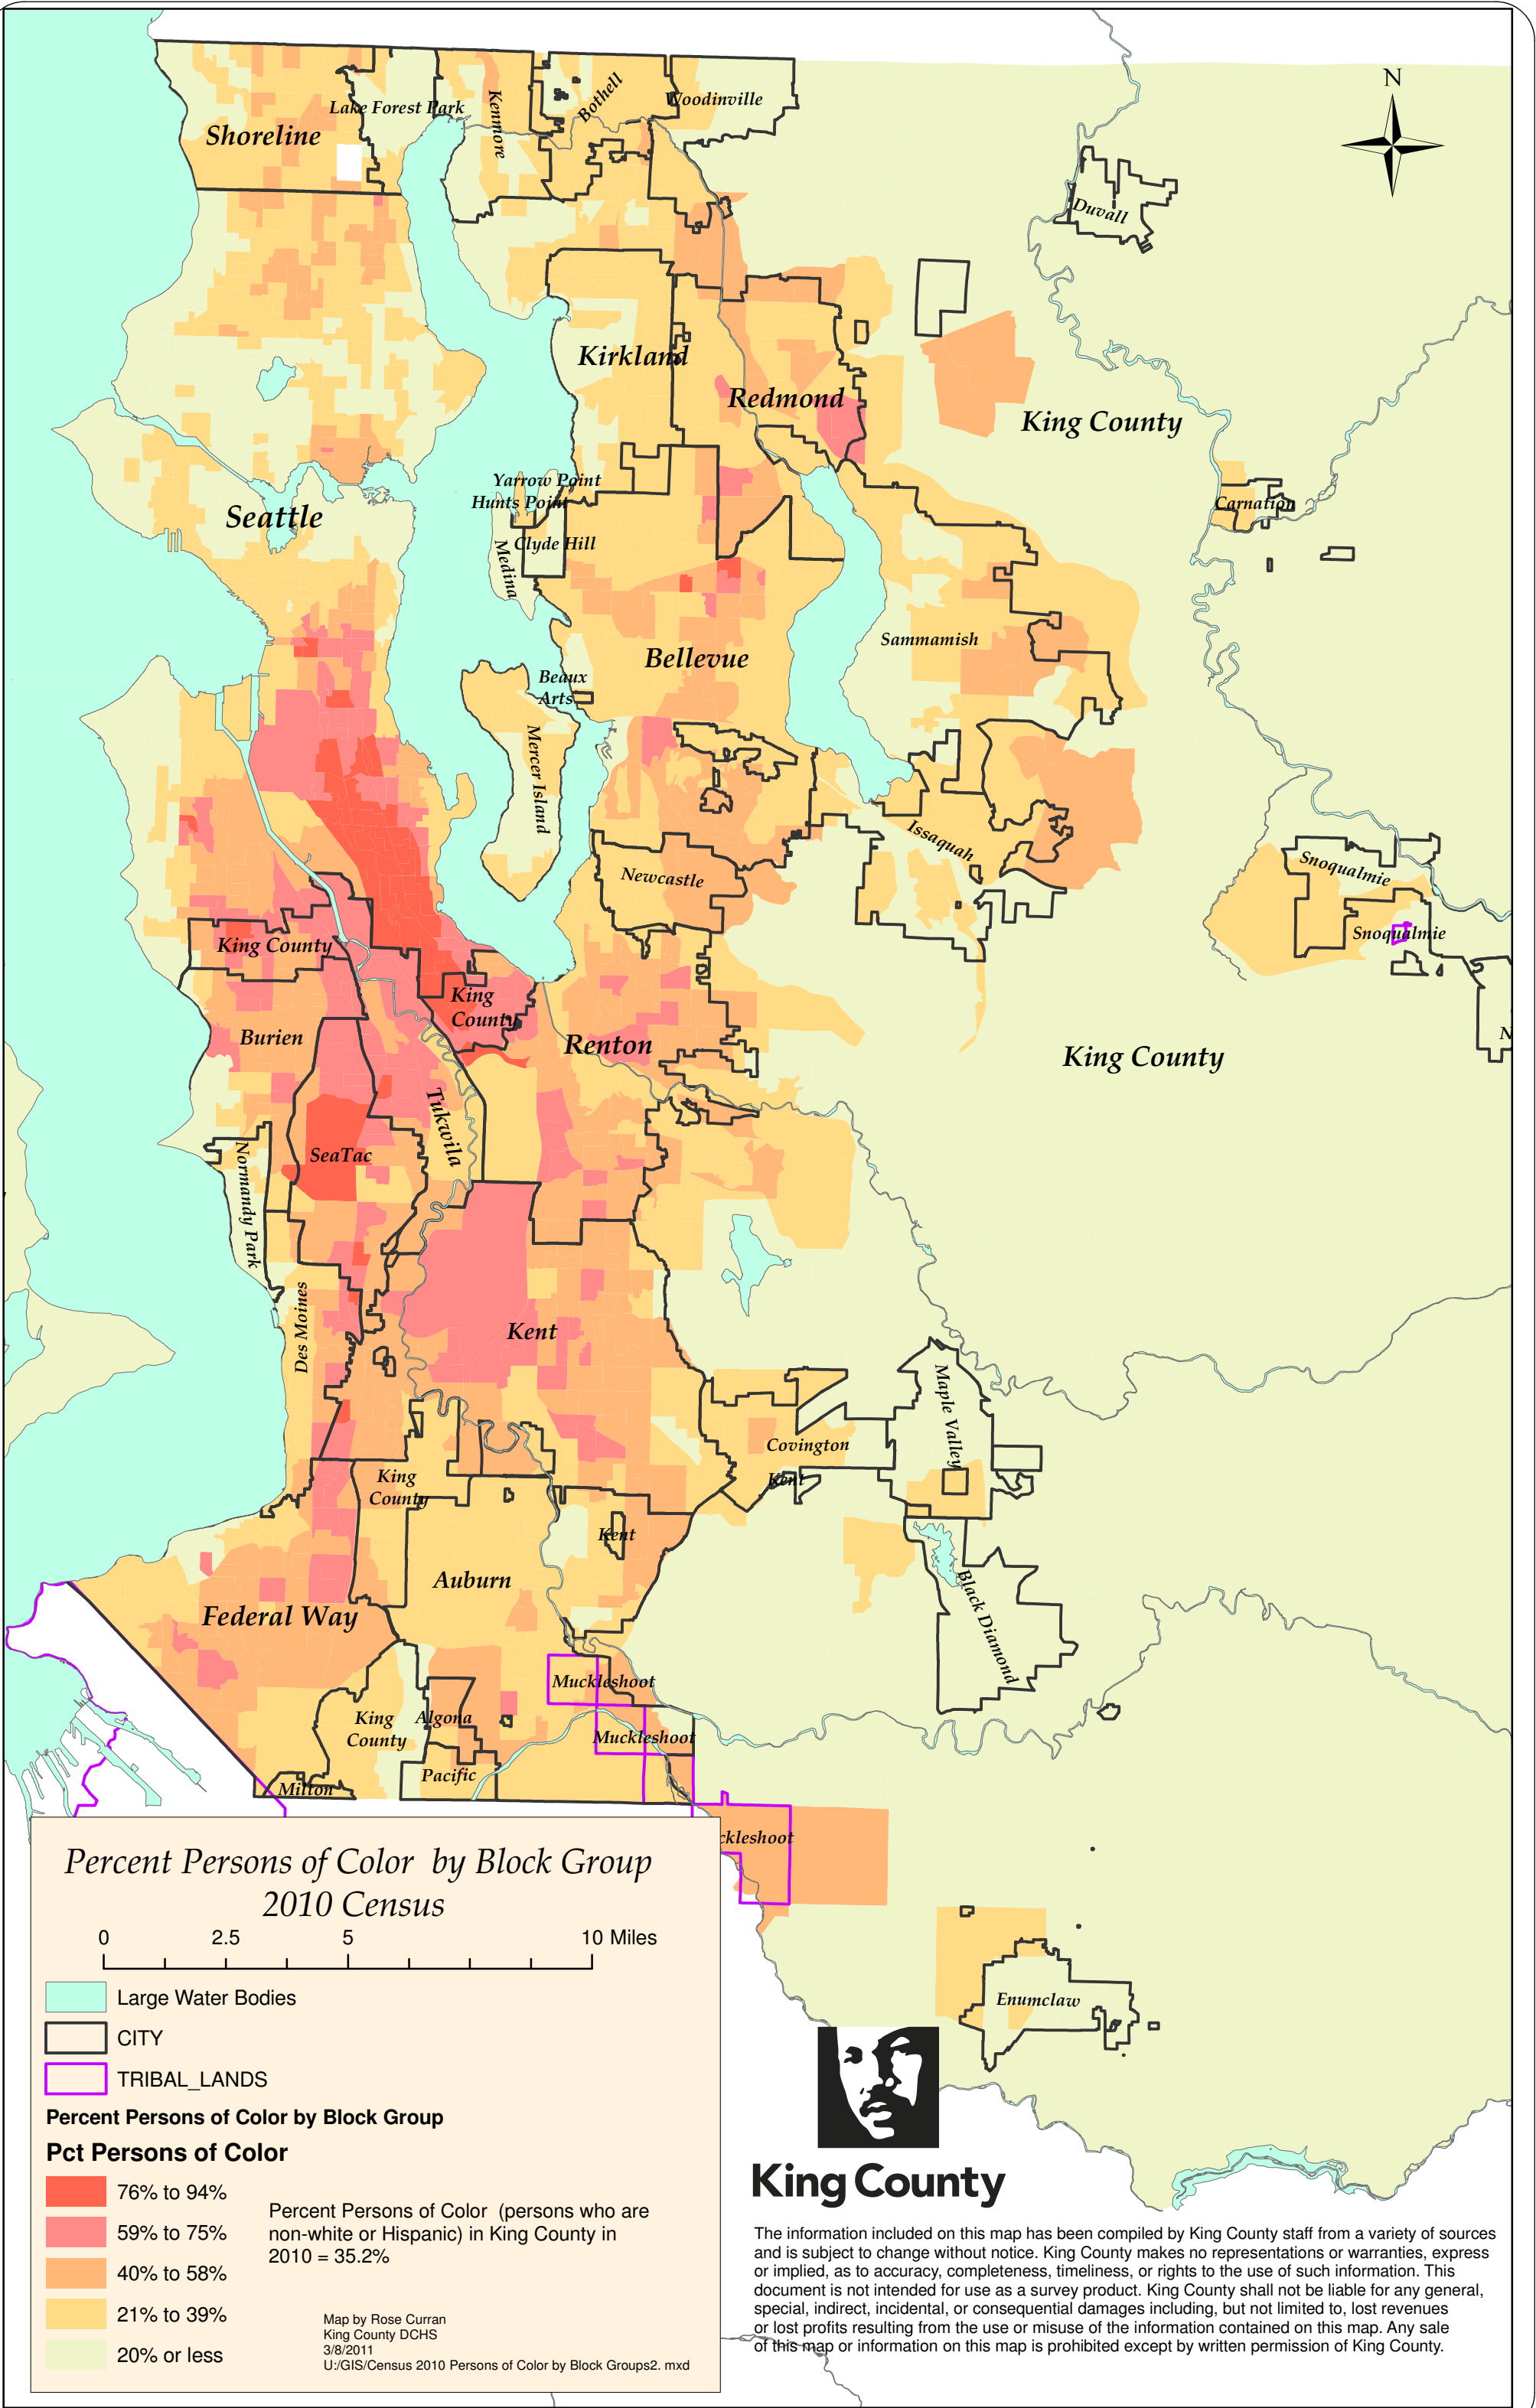 N
Lake Forest Park
Kenmore
Bothell
Woodinville
Shoreline
Duvall
Kirkland
Redmond
King County
Yarrow Point
Hunts Point
Carnation
Seattle
Clyde Hill
Medina
Sammamish
Bellevue
Beaux
Arts
Mercer Island
Issaquah
Snoqualmie
Newcastle
Snoqualmie
King County
King
County
Burien
Renton
King County
N
Tukwila
SeaTac
Normandy Park
Des Moines
Kent
Maple Valley
Covington
Kent
King
County
Kent
Auburn
Black Diamond
Federal Way
Muckleshoot
King
County
Algona
Muckleshoot
Pacific
Milton
ckleshoot
Enumclaw
Percent Persons of Color by Block Group
2010 Census
0 2.5 5 10 Miles
Large Water Bodies
CITY
TRIBAL_LANDS
Percent Persons of Color by Block Group
Pct Persons of Color
76% to 94%
59% to 75%
40% to 58%
21% to 39%
20% or less
Percent Persons of Color (persons who are
non-white or Hispanic) in King County in
2010 = 35.2%
Map by Rose Curran
King County DCHS
3/8/2011
U:/GIS/Census 2010 Persons of Color by Block Groups2. mxd
King County
The information included on this map has been compiled by King County staff from a variety of sources
and is subject to change without notice. King County makes no representations or warranties, express
or implied, as to accuracy, completeness, timeliness, or rights to the use of such information. This
document is not intended for use as a survey product. King County shall not be liable for any general,
special, indirect, incidental, or consequential damages including, but not limited to, lost revenues
or lost profits resulting from the use or misuse of the information contained on this map. Any sale
of this map or information on this map is prohibited except by written permission of King County.